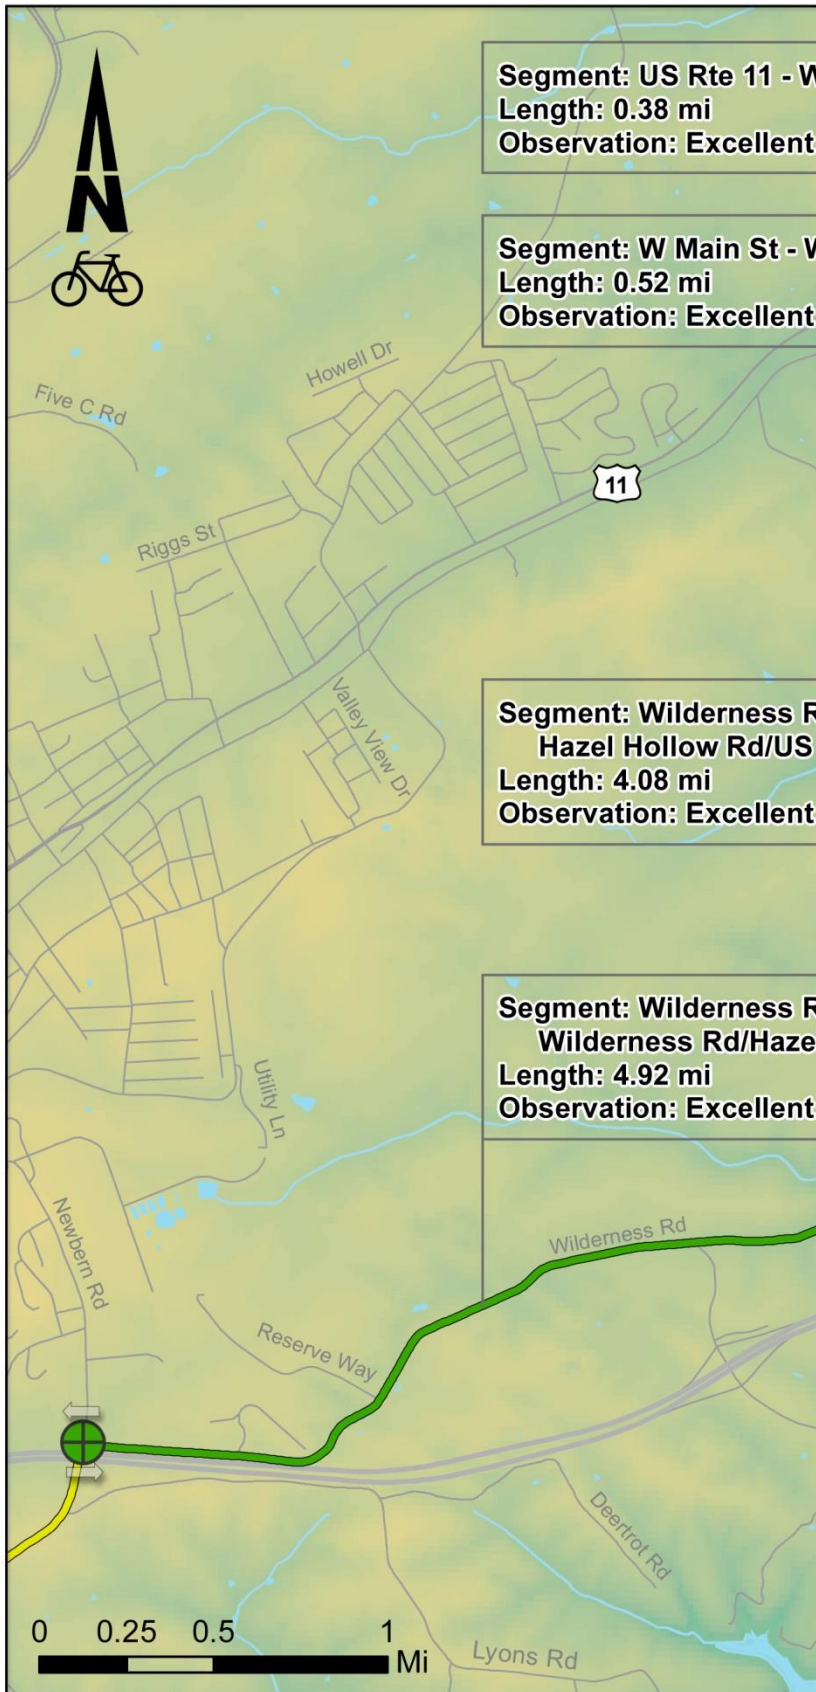 N
Segment: US Rte 11 - W
Length: 0.38 mi
Observation: Excellent
Segment: W Main St - W
Length: 0.52 mi
Observation: Excellent
Howell Dr
Five C Rd
11
Riggs St
Segment: Wilderness R
Hazel Hollow Rd/US
Length: 4.08 mi
Observation: Excellent
Valley View Dr
Segment: Wilderness R
Wilderness Rd/Haze
Length: 4.92 mi
Observation: Excellent
Utility Ln
Newbern Rd
Wilderness Rd
Reserve Way
Deertrot Rd
0 0.25 0.5 1
Mi
Lyons Rd